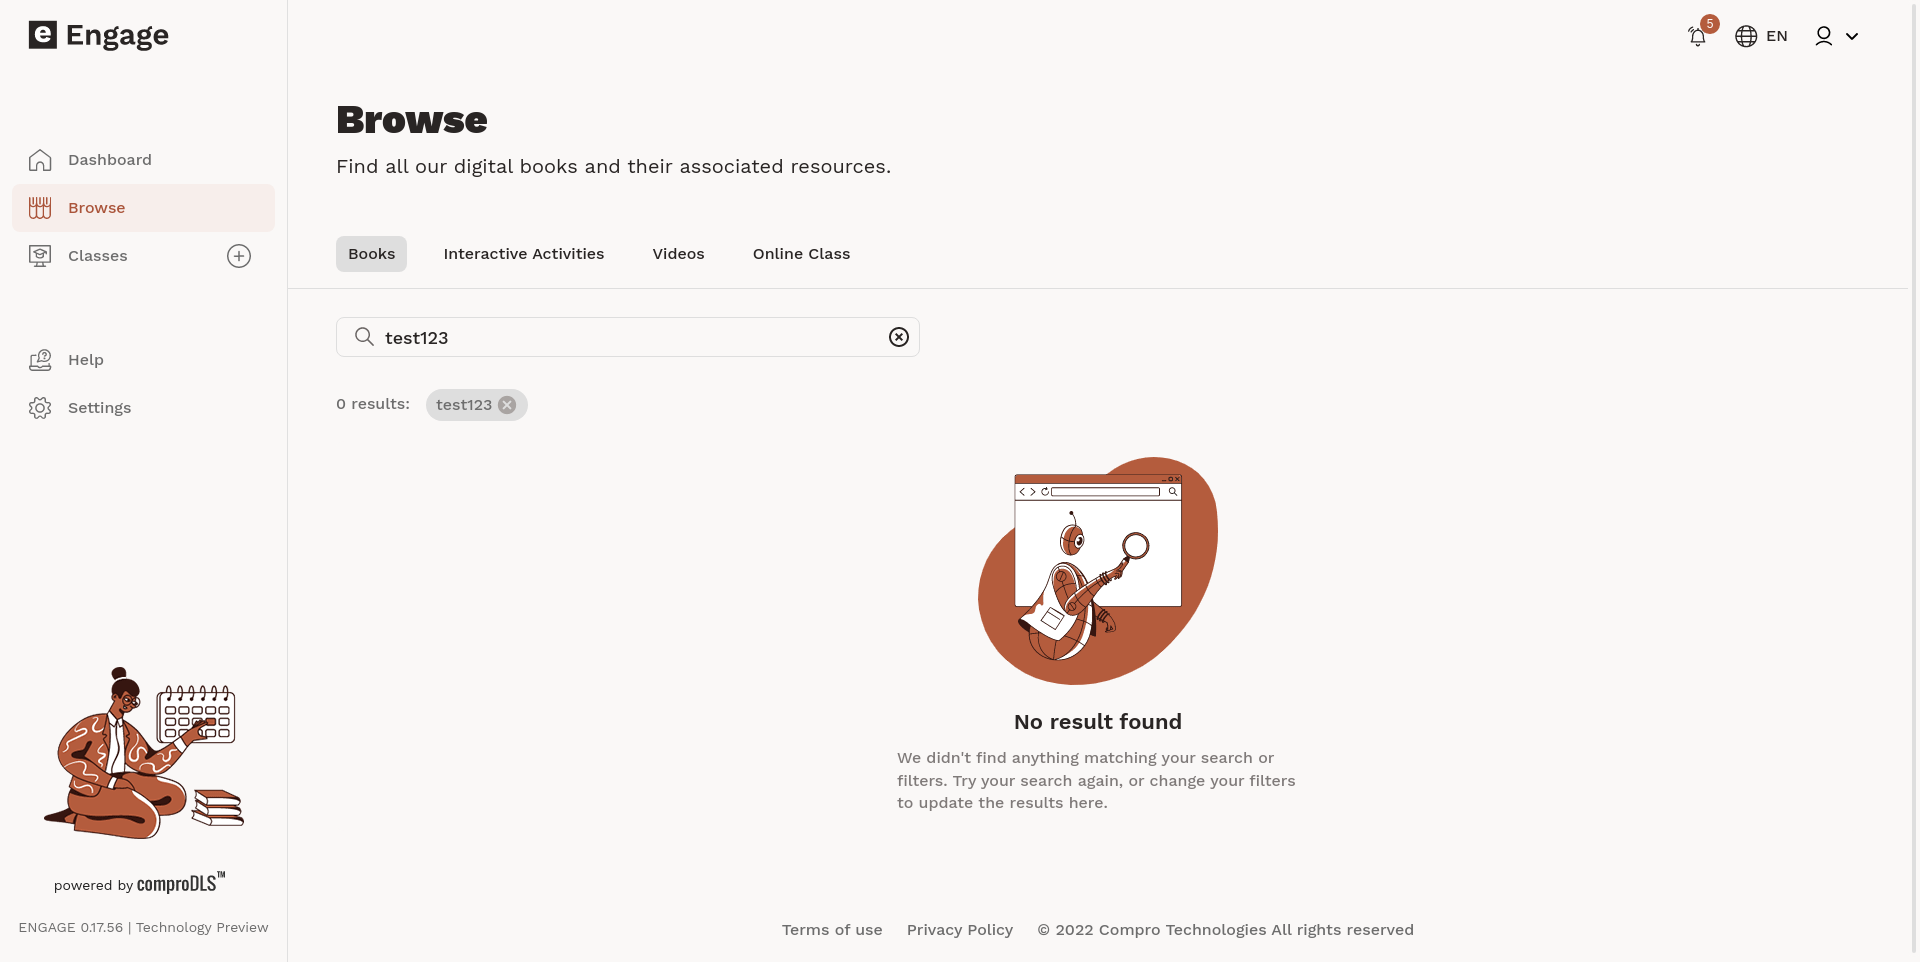 e Engage
5
EN
Dashboard
Browse
Classes
Help
Settings
powered by comproDLS™
ENGAGE 0.17.56 | Technology Preview
Browse
Find all our digital books and their associated resources.
Books Interactive Activities Videos Online Class
test123
0 results: test123
No result found
We didn't find anything matching your search or
filters. Try your search again, or change your filters
to update the results here.
Terms of use Privacy Policy © 2022 Compro Technologies All rights reserved